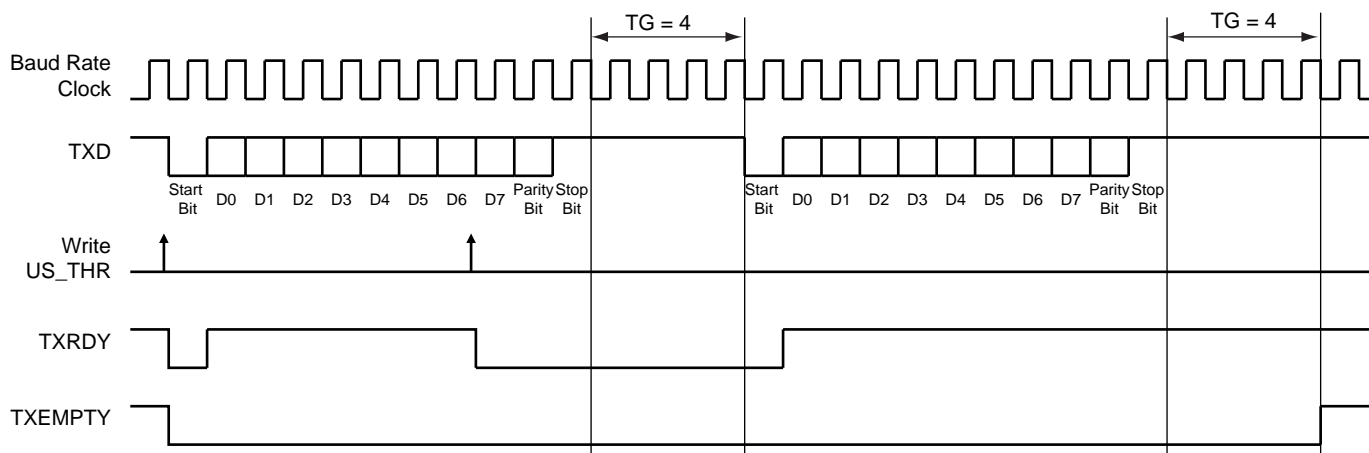 TG = 4
TG = 4
Baud Rate
Clock
TXD
Start
Bit
D0
D1
D2
D3
D4
D5
D6
D7
Parity
Bit
Stop
Bit
Start
Bit
D0
D1
D2
D3
D4
D5
D6
D7
Parity
Bit
Stop
Bit
Write
US_THR
TXRDY
TXEMPTY